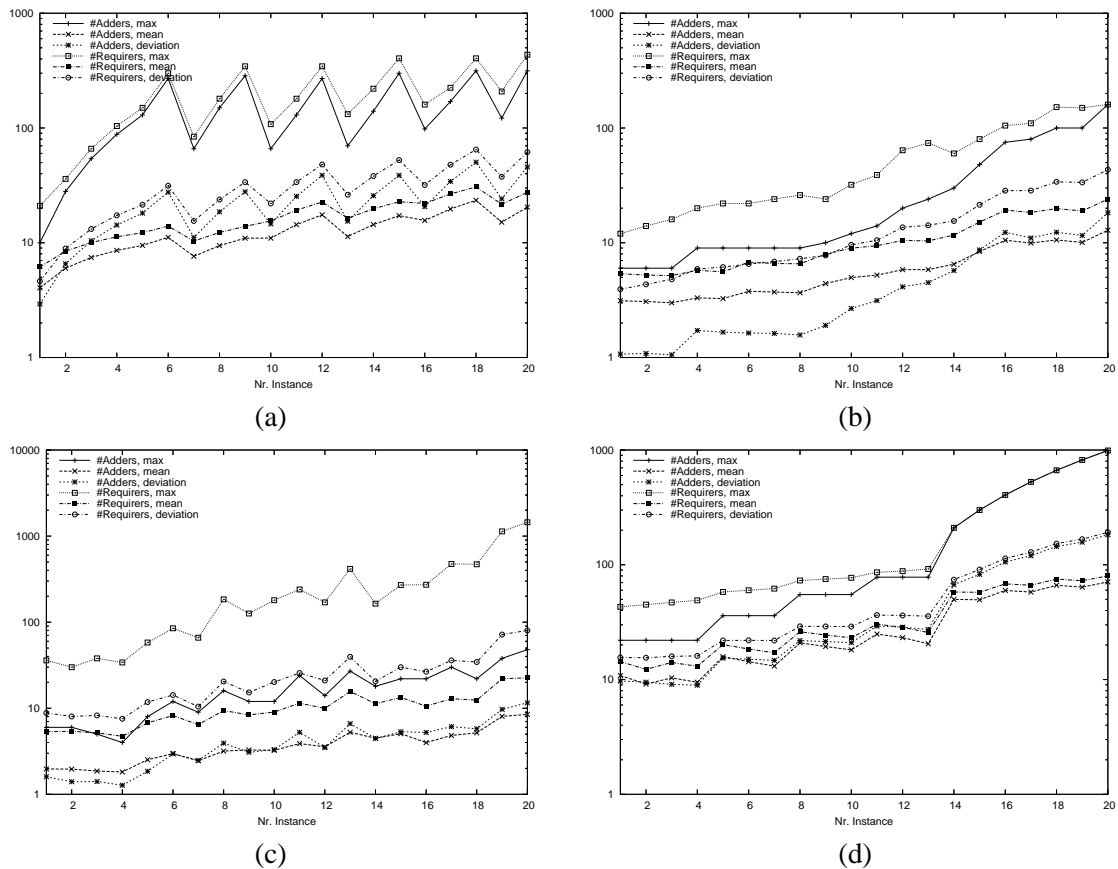 1000
100
10
1
#Adders, max
#Adders, mean
#Adders, deviation
#Requirers, max
#Requirers, mean
#Requirers, deviation
2 4 6 8 10 12 14 16 18 20
Nr. Instance
(a)
1000
100
10
1
#Adders, max
#Adders, mean
#Adders, deviation
#Requirers, max
#Requirers, mean
#Requirers, deviation
2 4 6 8 10 12 14 16 18 20
Nr. Instance
(b)
10000
1000
100
10
1
#Adders, max
#Adders, mean
#Adders, deviation
#Requirers, max
#Requirers, mean
#Requirers, deviation
2 4 6 8 10 12 14 16 18 20
Nr. Instance
(c)
1000
100
10
1
#Adders, max
#Adders, mean
#Adders, deviation
#Requirers, max
#Requirers, mean
#Requirers, deviation
2 4 6 8 10 12 14 16 18 20
Nr. Instance
(d)